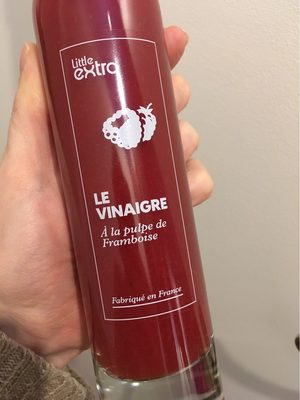 Little
extra
LE
VINAIGRE
À la pulpe de
Framboise
Fabriqué en France